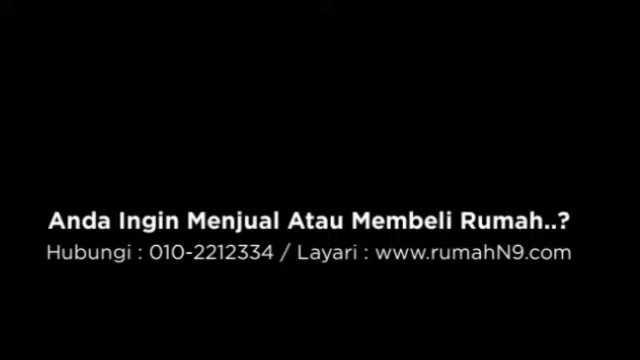 Anda Ingin Menjual Atau Membeli Rumah..?
Hubungi : 010-2212334 / Layari : www.rumahN9.com